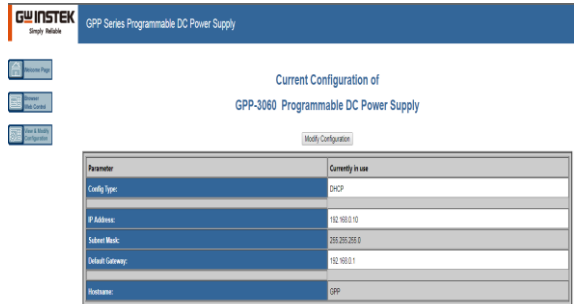 GWINSTEK
Simply Reliable
GPP Series Programmable DC Power Supply
Welcome Page
Browser
Web Control
View & Modify
Configuration
Current Configuration of
GPP-3060 Programmable DC Power Supply
Modify Configuration
Parameter Currently in use
Config Type: DHCP
IP Address: 192.168.0.10
Subnet Mask: 255.255.255.0
Default Gateway: 192.168.0.1
Hostname: GPP